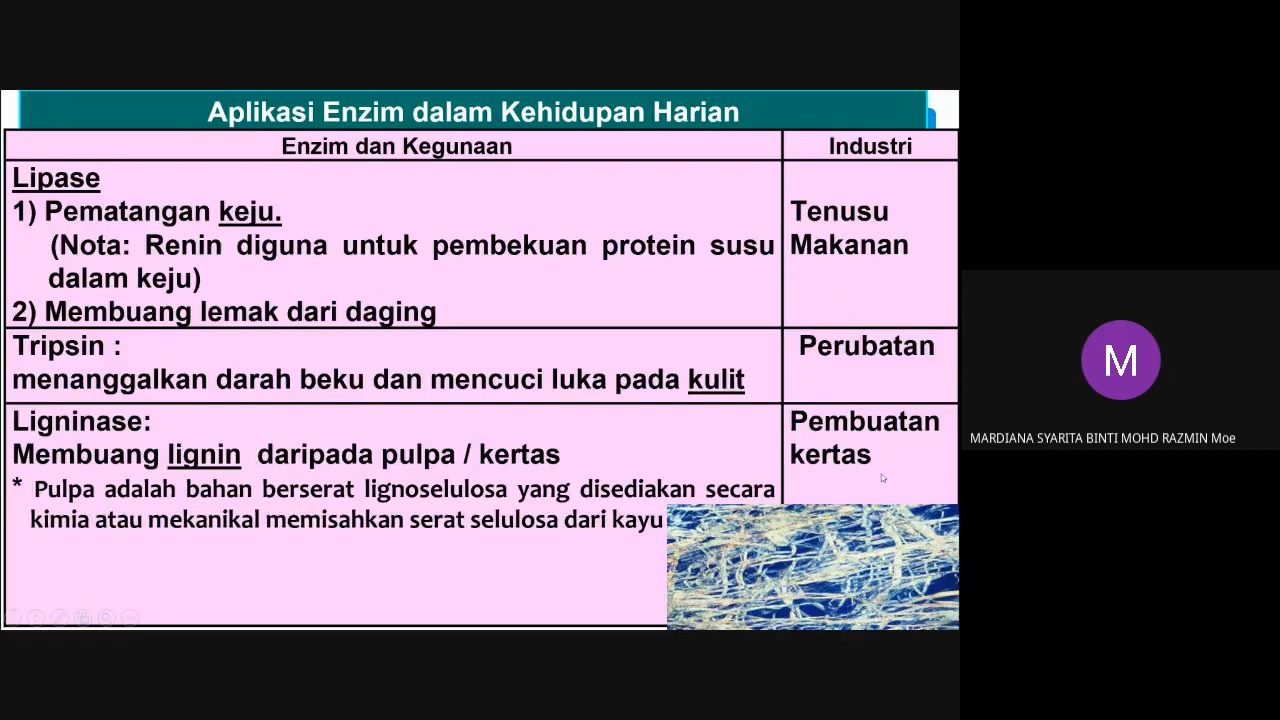 Aplikasi Enzim dalam Kehidupan Harian
Enzim dan Kegunaan
Industri
Lipase
1) Pematangan keju.
(Nota: Renin diguna untuk pembekuan protein susu
dalam keju)
2) Membuang lemak dari daging
Tenusu
Makanan
Tripsin :
menanggalkan darah beku dan mencuci luka pada kulit
Perubatan
Ligninase:
Membuang lignin daripada pulpa / kertas
* Pulpa adalah bahan berserat lignoselulosa yang disediakan secara
kimia atau mekanikal memisahkan serat selulosa dari kayu
Pembuatan
kertas
M
MARDIANA SYARITA BINTI MOHD RAZMIN Moe